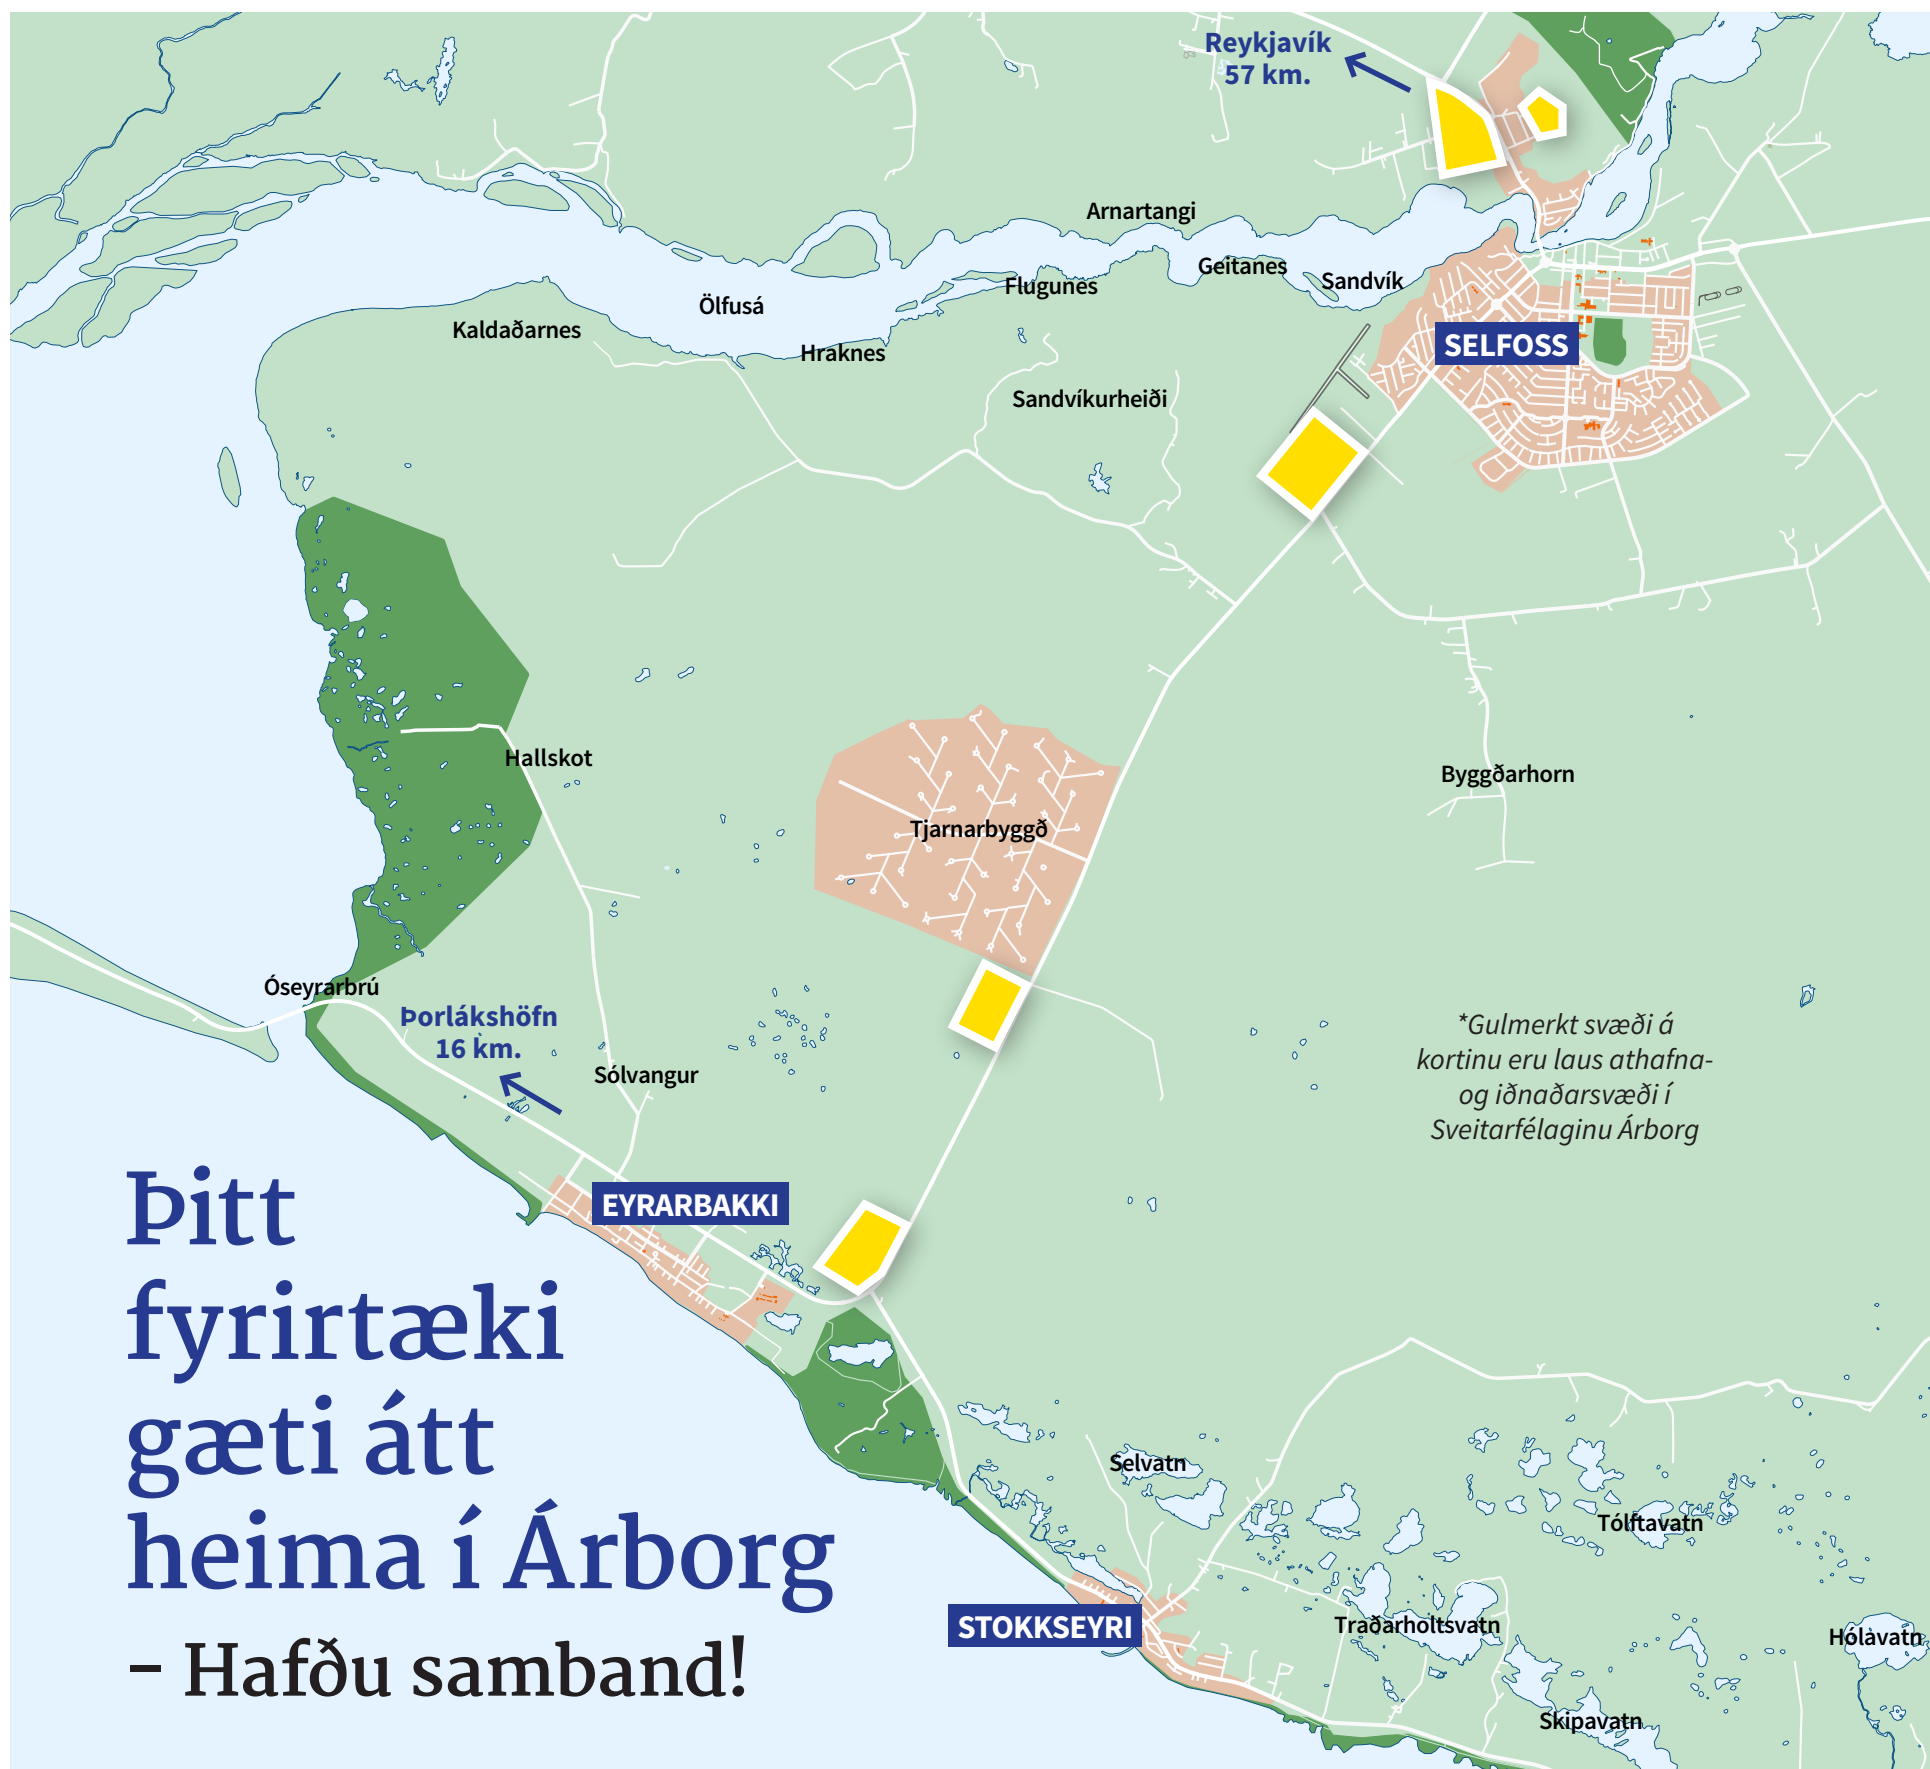 Reykjavík
57 km.
Arnartangi
Geitanes
Sandvík
Flugunes
Ölfusá
Kaldaðarnes
Hraknes
SELFOSS
Sandvíkurheiði
Hallskot
Byggðarhorn
Tjarnarbyggð
Óseyrarbrú
Þorlákshöfn
16 km.
Sólvangur
*Gulmerkt svæði á
kortinu eru laus athafna-
og iðnaðarsvæði í
Sveitarfélaginu Árborg
EYRARBAKKI
Þitt
fyrirtæki
gæti átt
heima í Árborg
– Hafðu samband!
Selvatn
Tólftavatn
STOKKSEYRI
Traðarholtsvatn
Hólavatn
Skipavatn